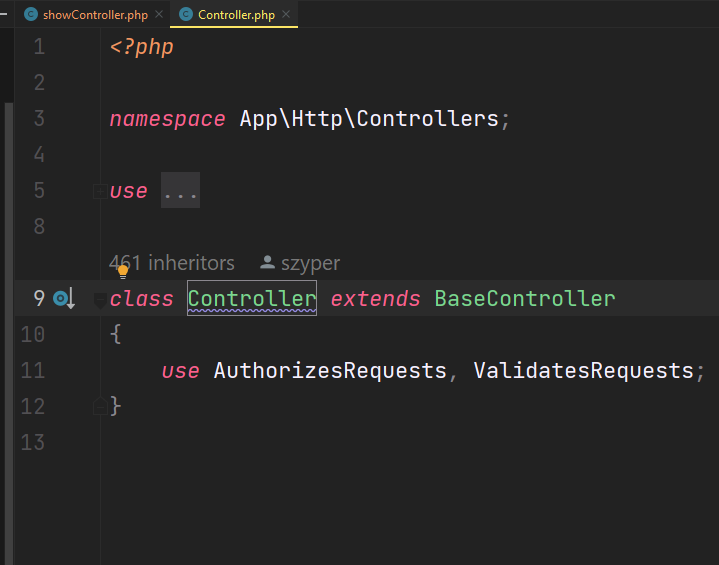 showController.php Controller.php
1 <?php
2
3 namespace App\Http\Controllers;
4
5 use ...
8
461 inheritors szyper
9 class Controller extends BaseController
10 {
11 use AuthorizesRequests, ValidatesRequests;
12 }
13